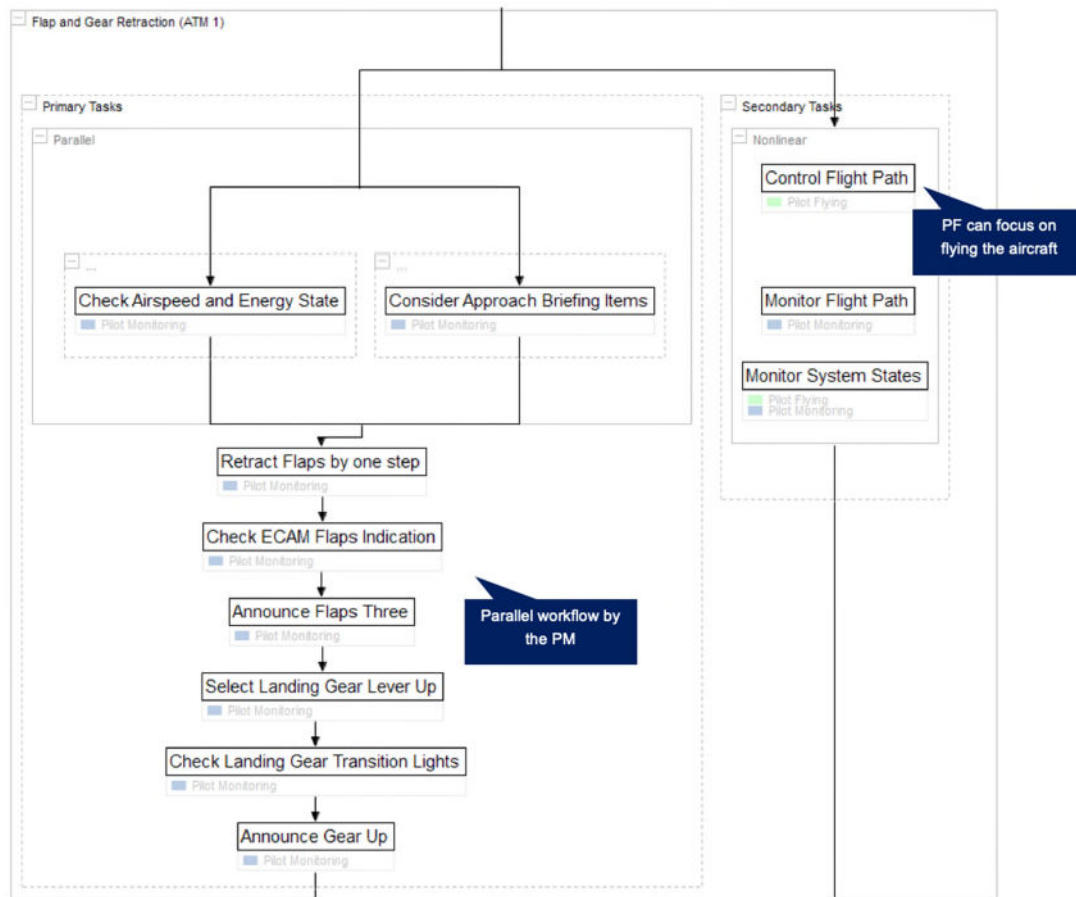 Flap and Gear Retraction (ATM 1)
Primary Tasks
Parallel
...
Check Airspeed and Energy State
Pilot Monitoring
...
Consider Approach Briefing Items
Pilot Monitoring
Retract Flaps by one step
Pilot Monitoring
Check ECAM Flaps Indication
Pilot Monitoring
Announce Flaps Three
Pilot Monitoring
Select Landing Gear Lever Up
Pilot Monitoring
Check Landing Gear Transition Lights
Pilot Monitoring
Announce Gear Up
Pilot Monitoring
Parallel workflow by
the PM
Secondary Tasks
Nonlinear
Control Flight Path
Pilot Flying
PF can focus on
flying the aircraft
Monitor Flight Path
Pilot Monitoring
Monitor System States
Pilot Flying
Pilot Monitoring